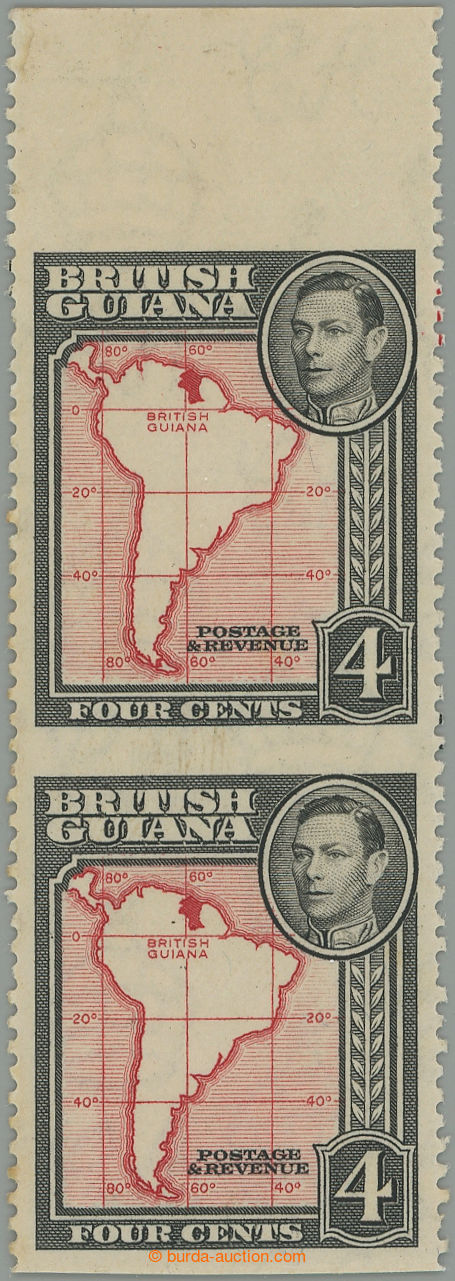 BRITISH
GUIANA
80° 60°
0
BRITISH
GUIANA
20° 20°
40° 40°
POSTAGE
& REVENUE
80° 60° 40°
4
FOUR CENTS
BRITISH
GUIANA
80° 60°
0
BRITISH
GUIANA
20° 20°
40° 40°
POSTAGE
& REVENUE
80° 60° 40°
4
FOUR CENTS
© burda-auction.com